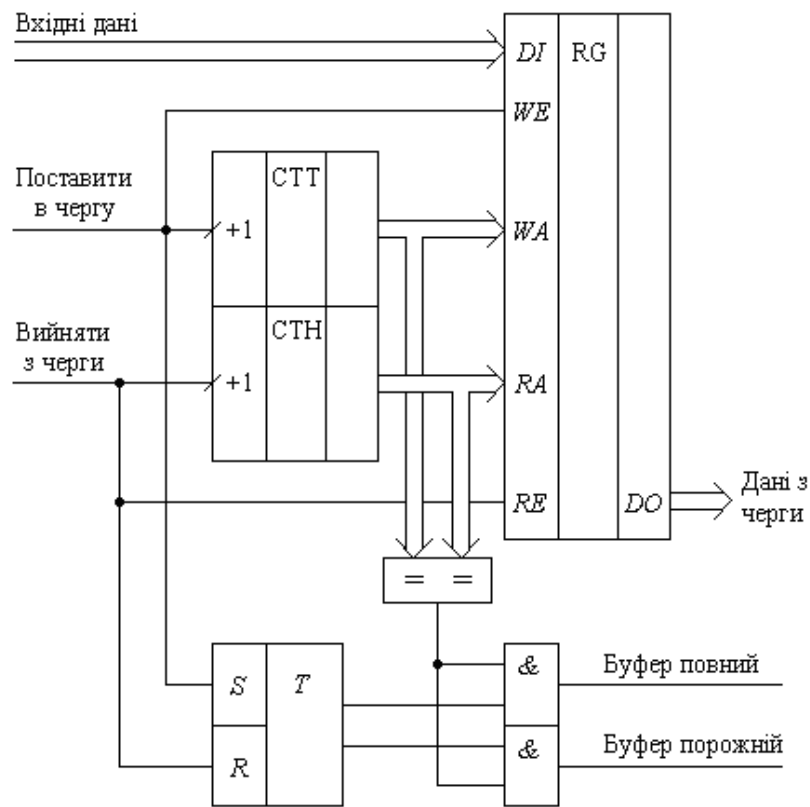 Вхідні дані
DI
RG
WE
Поставити
в чергу
CTT
+1
WA
Вийняти
з черги
CTH
+1
RA
RE
DO
Дані з
черги
= =
S
T
&
Буфер повний
R
&
Буфер порожній